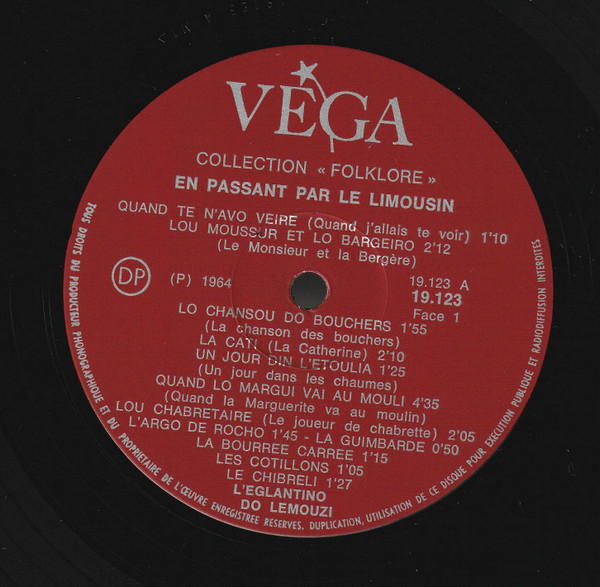 VÉGA
COLLECTION « FOLKLORE »
EN PASSANT PAR LE LIMOUSIN
QUAND TE N'AVO VEIRE (Quand j'allais te voir) 1'10
LOU MOUSSUR ET LO BARGEIRO 2'12
(Le Monsieur et la Bergère)
DP
(P) 1964
19.123 A
19.123
Face 1
LO CHANSOU DO BOUCHERS 1'55
(La chanson des bouchers)
LA CATI (La Catherine) 2'10
UN JOUR DIN L'ETOULIA 1'25
(Un jour dans les chaumes)
QUAND LO MARGUI VAI AU MOULI 4'35
(Quand la Marguerite va au moulin)
LOU CHABRETAIRE (Le joueur de chabrette) 2'05
L'ARGO DE ROCHO 1'45 - LA GUIMBARDE 0'50
LA BOURREE CARREE 1'15
LES COTILLONS 1'05
LE CHIBRELI 1'27
L'EGLANTINO
DO LEMOUZI
TOUS DROITS DU PRODUCTEUR PHONOGRAPHIQUE ET DU PROPRIETAIRE DE L'ŒUVRE ENREGISTREE RESERVES. DUPLICATION, UTILISATION DE CE DISQUE POUR EXECUTION PUBLIQUE ET RADIODIFFUSION INTERDITES